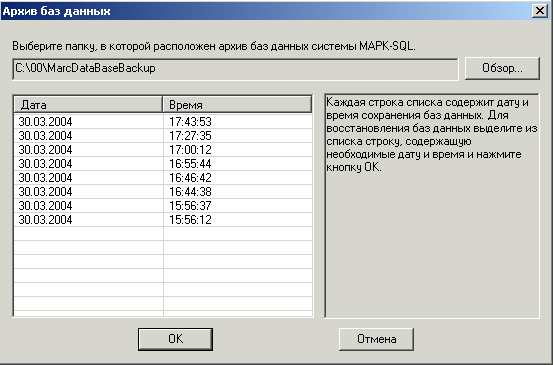 Архив баз данных
Выберите папку, в которой расположен архив баз данных системы МАРК-SQL.
C:\00\MarcDataBaseBackup
Обзор...
Дата Время
30.03.2004 17:43:53
30.03.2004 17:27:35
30.03.2004 17:00:12
30.03.2004 16:55:44
30.03.2004 16:46:42
30.03.2004 16:44:38
30.03.2004 15:56:37
30.03.2004 15:56:12
Каждая строка списка содержит дату и
время сохранения баз данных. Для
восстановления баз данных выделите из
списка строку, содержащую
необходимые дату и время и нажмите
кнопку ОК.
OK
Отмена